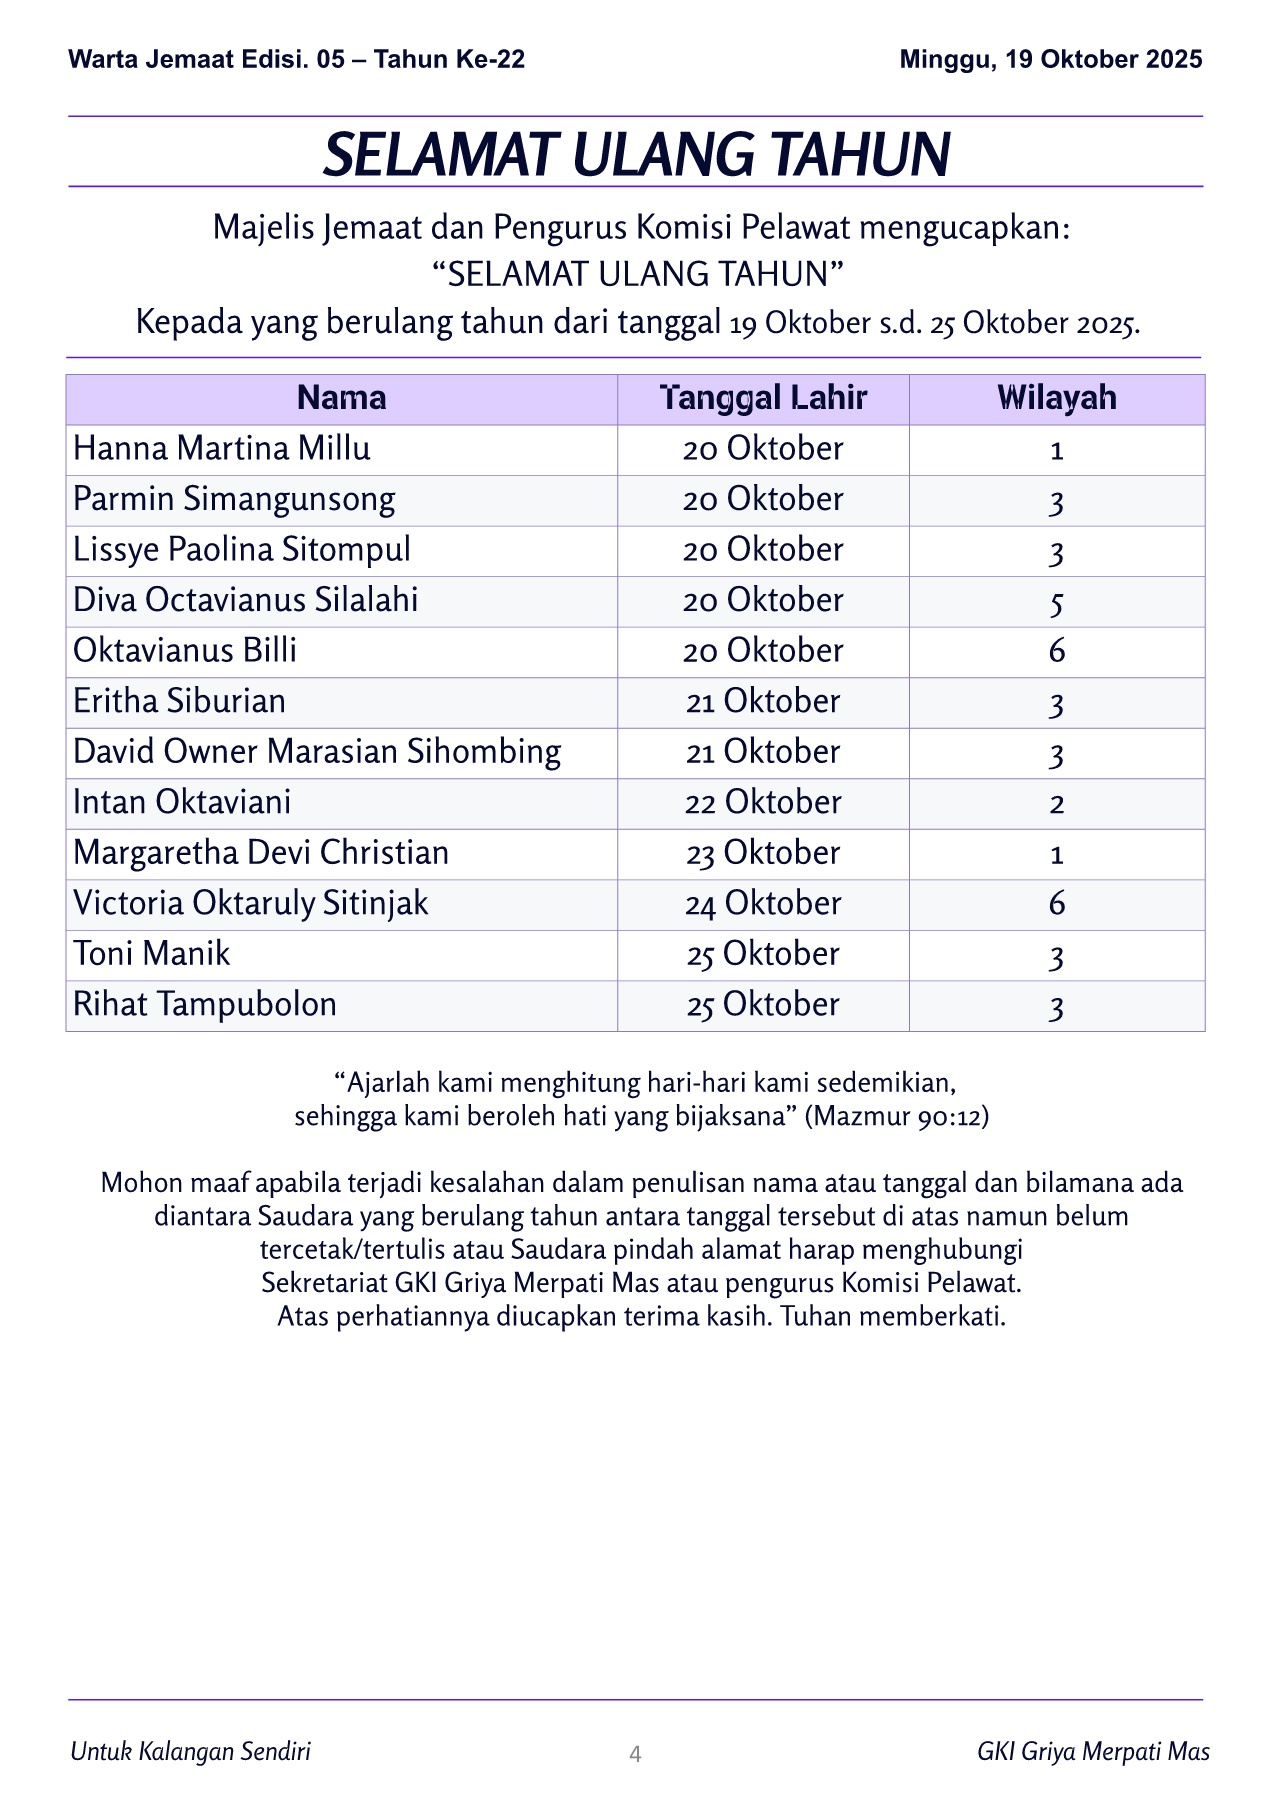 Warta Jemaat Edisi. 05 – Tahun Ke-22 Minggu, 19 Oktober 2025
SELAMAT ULANG TAHUN
Majelis Jemaat dan Pengurus Komisi Pelawat mengucapkan:
“SELAMAT ULANG TAHUN”
Kepada yang berulang tahun dari tanggal 19 Oktober s.d. 25 Oktober 2025.
Nama Tanggal Lahir Wilayah
Hanna Martina Millu 20 Oktober 1
Parmin Simangunsong 20 Oktober 3
Lissye Paolina Sitompul 20 Oktober 3
Diva Octavianus Silalahi 20 Oktober 5
Oktavianus Billi 20 Oktober 6
Eritha Siburian 21 Oktober 3
David Owner Marasian Sihombing 21 Oktober 3
Intan Oktaviani 22 Oktober 2
Margaretha Devi Christian 23 Oktober 1
Victoria Oktaruly Sitinjak 24 Oktober 6
Toni Manik 25 Oktober 3
Rihat Tampubolon 25 Oktober 3
“Ajarlah kami menghitung hari-hari kami sedemikian,
sehingga kami beroleh hati yang bijaksana” (Mazmur 90:12)
Mohon maaf apabila terjadi kesalahan dalam penulisan nama atau tanggal dan bilamana ada
diantara Saudara yang berulang tahun antara tanggal tersebut di atas namun belum
tercetak/tertulis atau Saudara pindah alamat harap menghubungi
Sekretariat GKI Griya Merpati Mas atau pengurus Komisi Pelawat.
Atas perhatiannya diucapkan terima kasih. Tuhan memberkati.
Untuk Kalangan Sendiri 4 GKI Griya Merpati Mas